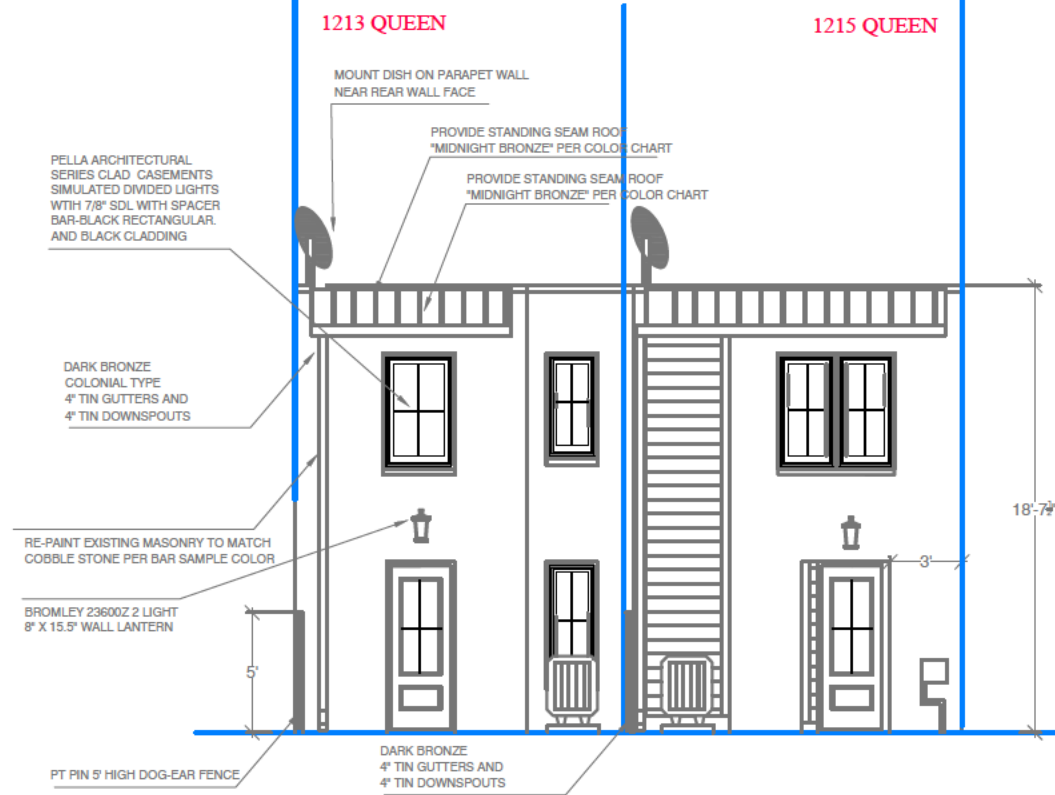 1213 QUEEN
1215 QUEEN
MOUNT DISH ON PARAPET WALL
NEAR REAR WALL FACE
PROVIDE STANDING SEAM ROOF
"MIDNIGHT BRONZE" PER COLOR CHART
PROVIDE STANDING SEAM ROOF
"MIDNIGHT BRONZE" PER COLOR CHART
PELLA ARCHITECTURAL
SERIES CLAD CASEMENTS
SIMULATED DIVIDED LIGHTS
WTIH 7/8" SDL WITH SPACER
BAR-BLACK RECTANGULAR.
AND BLACK CLADDING
DARK BRONZE
COLONIAL TYPE
4" TIN GUTTERS AND
4" TIN DOWNSPOUTS
18'-7
RE-PAINT EXISTING MASONRY TO MATCH
COBBLE STONE PER BAR SAMPLE COLOR
3'
BROMLEY 23600Z 2 LIGHT
8" X 15.5" WALL LANTERN
5'
DARK BRONZE
4" TIN GUTTERS AND
4" TIN DOWNSPOUTS
PT PIN 5' HIGH DOG-EAR FENCE